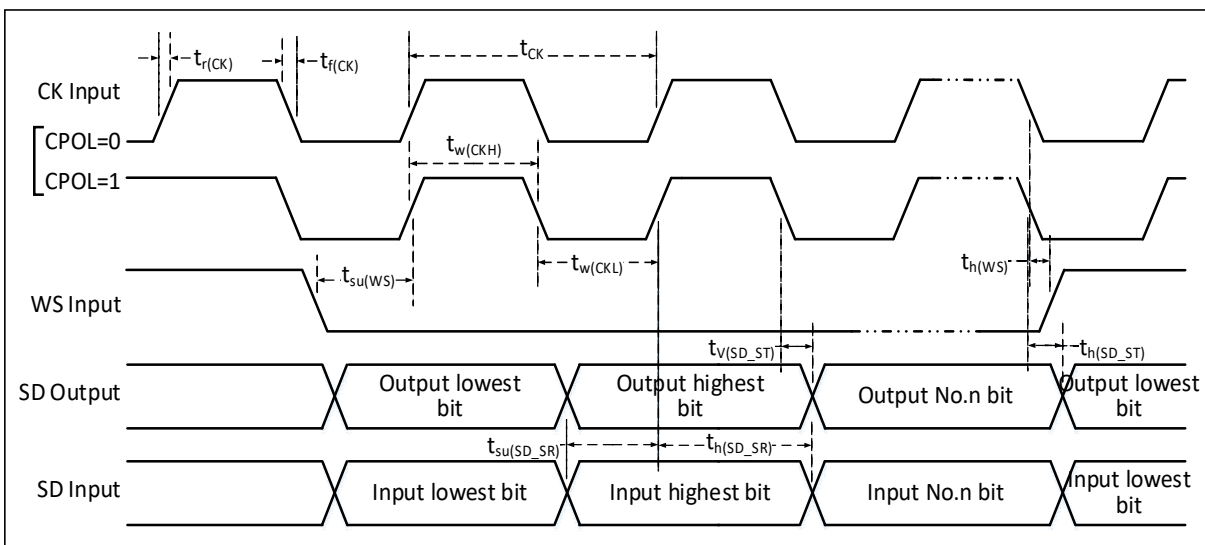 tr(CK)
tf(CK)
tCK
CK Input
CPOL=0
tw(CKH)
CPOL=1
tsu(WS)
tw(CKL)
th(WS)
WS Input
tV(SD_ST)
th(SD_ST)
SD Output
Output lowest
bit
Output highest
bit
Output No.n bit
Output lowest
bit
tsu(SD_SR)
th(SD_SR)
SD Input
Input lowest bit
Input highest bit
Input No.n bit
Input lowest
bit